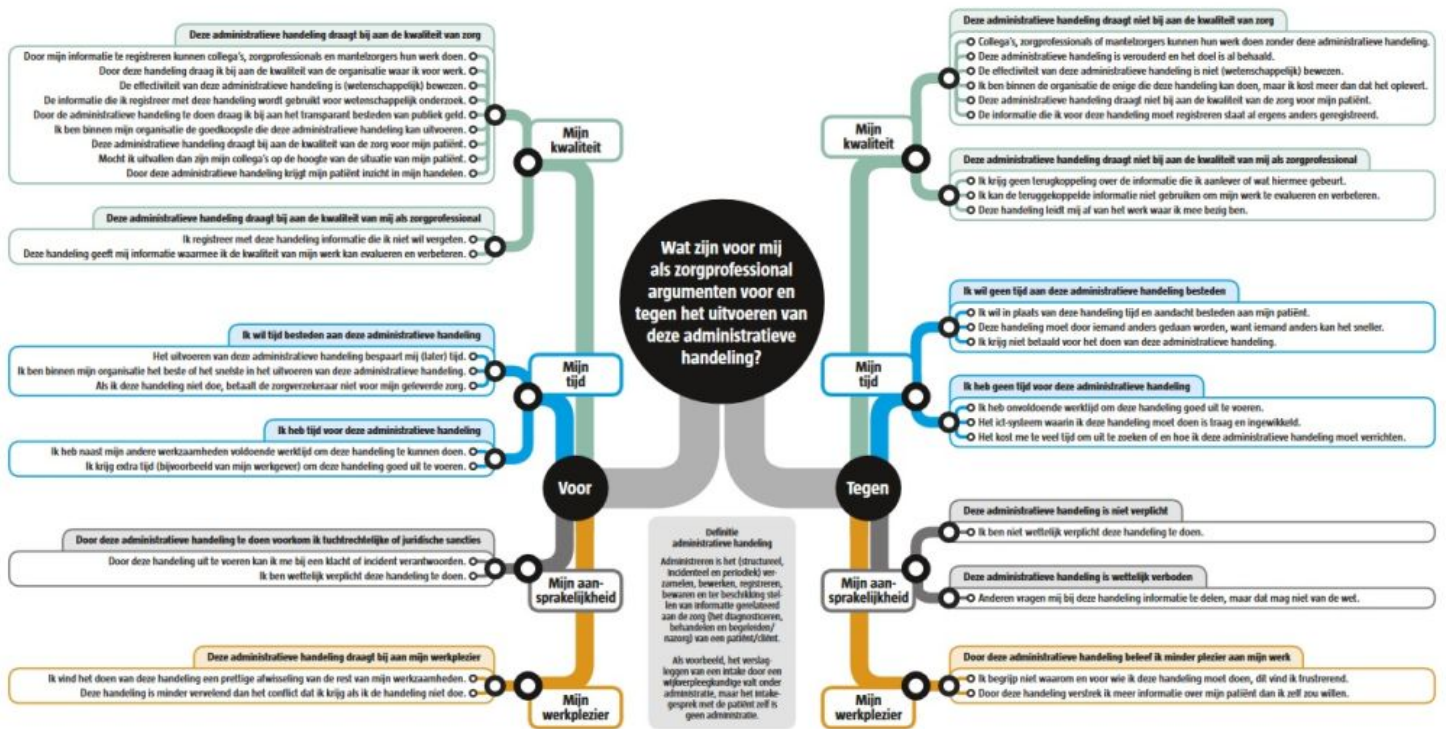 Deze administratieve handeling draagt bij aan de kwaliteit van zorg
Door mijn informatie te registreren kunnen collega's, zorgprofessionals en mantelzorgers hun werk doen.
Door deze handeling draag ik bij aan de kwaliteit van de organisatie waar ik voor werk.
De effectiviteit van deze administratieve handeling is (wetenschappelijk) bewezen.
De informatie die ik registreer met deze handeling wordt gebruikt voor wetenschappelijk onderzoek.
Door de administratieve handeling te doen draag ik bij aan het transparant besteden van publiek geld.
Ik ben binnen mijn organisatie de goedkoopste die deze administratieve handeling kan uitvoeren.
Deze administratieve handeling draagt bij aan de kwaliteit van de zorg voor mijn patiënt.
Mocht ik uitvallen dan zijn mijn collega's op de hoogte van de situatie van mijn patiënt.
Door deze administratieve handeling krijgt mijn patiënt inzicht in mijn handelen.
Mijn
kwaliteit
Deze administratieve handeling draagt bij aan de kwaliteit van mij als zorgprofessional
Ik registreer met deze handeling informatie die ik niet wil vergeten.
Deze handeling geeft mij informatie waarmee ik de kwaliteit van mijn werk kan evalueren en verbeteren.
Ik wil tijd besteden aan deze administratieve handeling
Het uitvoeren van deze administratieve handeling bespaart mij (later) tijd.
Ik ben binnen mijn organisatie het beste of het snelste in het uitvoeren van deze administratieve handeling.
Als ik deze handeling niet doe, betaalt de zorgverzekeraar niet voor mijn geleverde zorg.
Mijn
tijd
Ik heb tijd voor deze administratieve handeling
Ik heb naast mijn andere werkzaamheden voldoende werktijd om deze handeling te kunnen doen.
Ik krijg extra tijd (bijvoorbeeld van mijn werkgever) om deze handeling goed uit te voeren.
Voor
Door deze administratieve handeling te doen voorkom ik tuchtrechtelijke of juridische sancties
Door deze handeling uit te voeren kan ik me bij een klacht of incident verantwoorden.
Ik ben wettelijk verplicht deze handeling te doen.
Mijn aan-
sprakelijkheid
Deze administratieve handeling draagt bij aan mijn werkplezier
Ik vind het doen van deze handeling een prettige afwisseling van de rest van mijn werkzaamheden.
Deze handeling is minder vervelend dan het conflict dat ik krijg als ik de handeling niet doe.
Mijn
werkplezier
Wat zijn voor mij
als zorgprofessional
argumenten voor en
tegen het uitvoeren van
deze administratieve
handeling?
Definitie
administratieve handeling
Administreren is het (structureel,
incidenteel en periodiek) ver-
zamelen, bewerken, registreren,
bewaren en ter beschikking stel-
len van informatie gerelateerd
aan de zorg (het diagnosticeren,
behandelen en begeleiden/
nazorg) van een patiënt/cliënt.
Als voorbeeld, het verslag-
leggen van een intake door een
wijkverpleegkundige valt onder
administratie, maar het intake-
gesprek met de patiënt zelf is
geen administratie.
Deze administratieve handeling draagt niet bij aan de kwaliteit van zorg
Collega's, zorgprofessionals of mantelzorgers kunnen hun werk doen zonder deze administratieve handeling.
Deze administratieve handeling is verouderd en het doel is al behaald.
De effectiviteit van deze administratieve handeling is niet (wetenschappelijk) bewezen.
Ik ben binnen de organisatie de enige die deze handeling kan doen, maar ik kost meer dan dat het oplevert.
Deze administratieve handeling draagt niet bij aan de kwaliteit van de zorg voor mijn patiënt.
De informatie die ik voor deze handeling moet registreren staat al ergens anders geregistreerd.
Mijn
kwaliteit
Deze administratieve handeling draagt niet bij aan de kwaliteit van mij als zorgprofessional
Ik krijg geen terugkoppeling over de informatie die ik aanlever of wat hiermee gebeurt.
Ik kan de teruggekoppelde informatie niet gebruiken om mijn werk te evalueren en verbeteren.
Deze handeling leidt mij af van het werk waar ik mee bezig ben.
Ik wil geen tijd aan deze administratieve handeling besteden
Ik wil in plaats van deze handeling tijd en aandacht besteden aan mijn patiënt.
Deze handeling moet door iemand anders gedaan worden, want iemand anders kan het sneller.
Ik krijg niet betaald voor het doen van deze administratieve handeling.
Mijn
tijd
Ik heb geen tijd voor deze administratieve handeling
Ik heb onvoldoende werktijd om deze handeling goed uit te voeren.
Het ict-systeem waarin ik deze handeling moet doen is traag en ingewikkeld.
Het kost me te veel tijd om uit te zoeken of en hoe ik deze administratieve handeling moet verrichten.
Tegen
Deze administratieve handeling is niet verplicht
Ik ben niet wettelijk verplicht deze handeling te doen.
Mijn aan-
sprakelijkheid
Deze administratieve handeling is wettelijk verboden
Anderen vragen mij bij deze handeling informatie te delen, maar dat mag niet van de wet.
Door deze administratieve handeling beleef ik minder plezier aan mijn werk
Ik begrijp niet waarom en voor wie ik deze handeling moet doen, dit vind ik frustrerend.
Door deze handeling verstrek ik meer informatie over mijn patiënt dan ik zelf zou willen.
Mijn
werkplezier